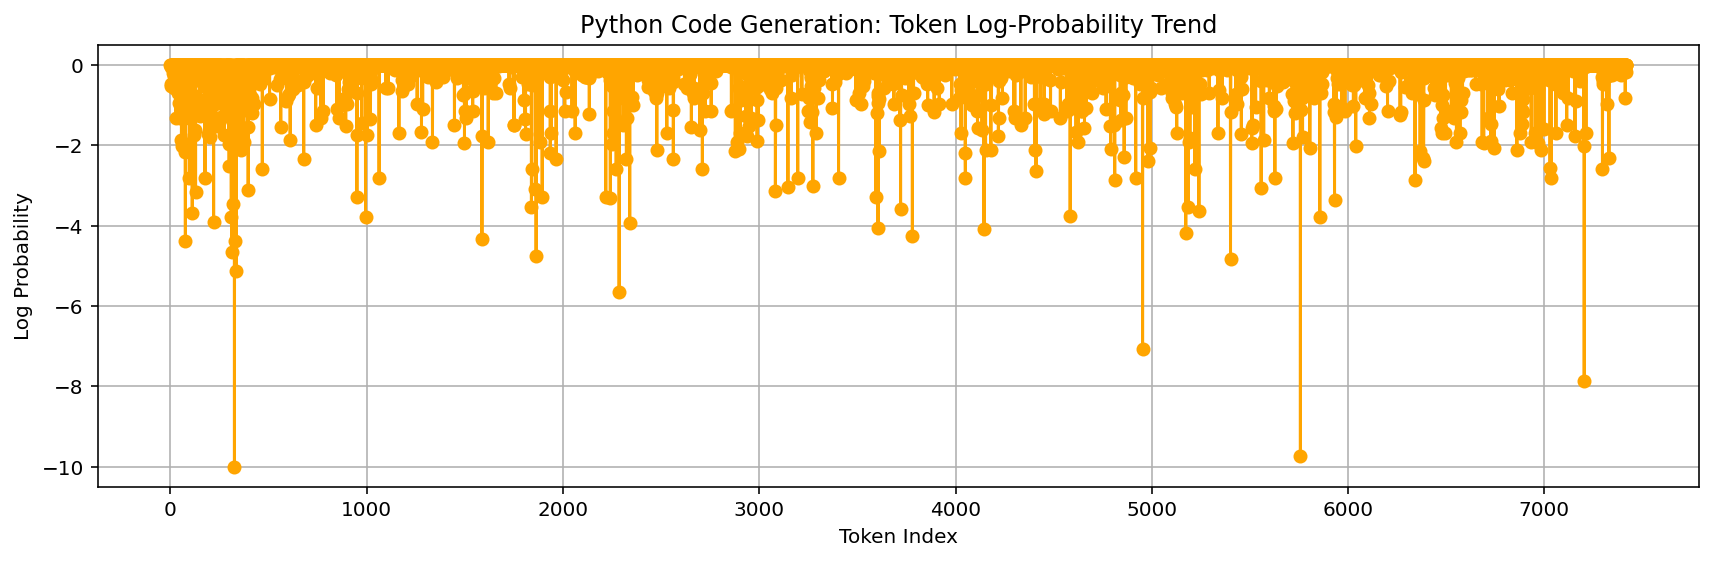 Python Code Generation: Token Log-Probability Trend
0
−2
−4
−6
−8
−10
Log Probability
0 1000 2000 3000 4000 5000 6000 7000
Token Index